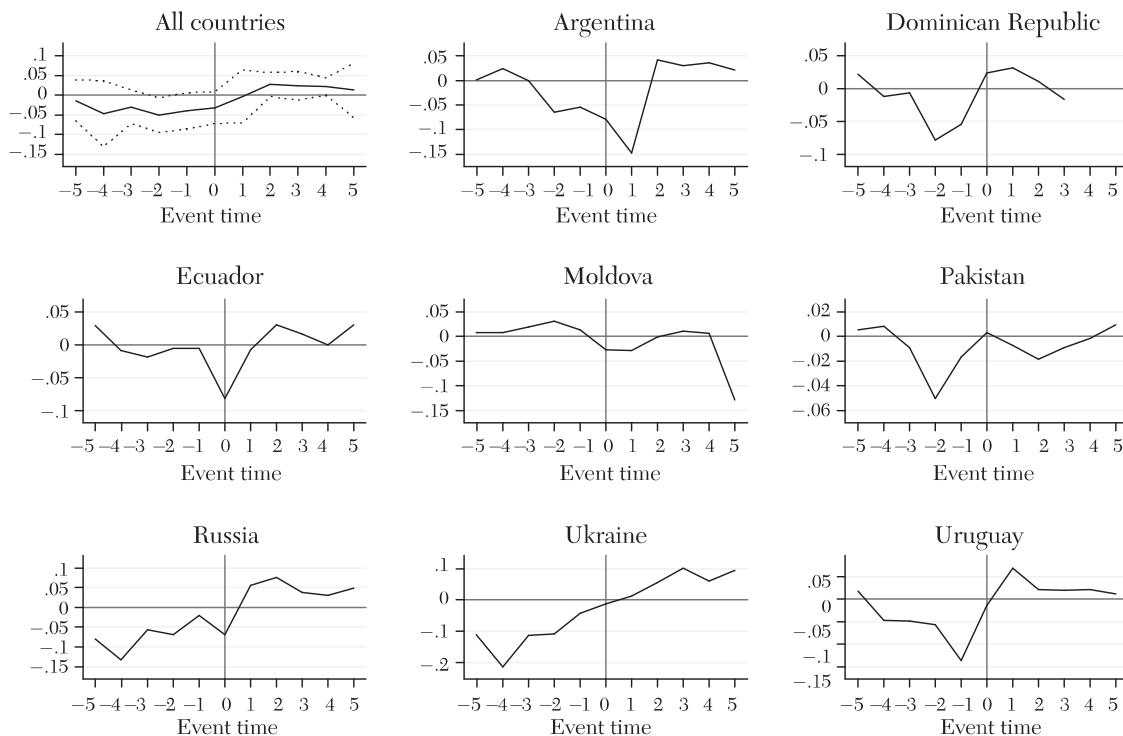 All countries
.1
.05
0
−.05
−.1
−.15
−5 −4 −3 −2 −1 0 1 2 3 4 5
Event time
Argentina
.05
0
−.05
−.1
−.15
−5 −4 −3 −2 −1 0 1 2 3 4 5
Event time
Dominican Republic
.05
0
−.05
−.1
−5 −4 −3 −2 −1 0 1 2 3 4 5
Event time
Ecuador
.05
0
−.05
−.1
−5 −4 −3 −2 −1 0 1 2 3 4 5
Event time
Moldova
.05
0
−.05
−.1
−.15
−5 −4 −3 −2 −1 0 1 2 3 4 5
Event time
Pakistan
.02
0
−.02
−.04
−.06
−5 −4 −3 −2 −1 0 1 2 3 4 5
Event time
Russia
.1
.05
0
−.05
−.1
−.15
−5 −4 −3 −2 −1 0 1 2 3 4 5
Event time
Ukraine
.1
0
−.1
−.2
−5 −4 −3 −2 −1 0 1 2 3 4 5
Event time
Uruguay
.05
0
−.05
−.1
−.15
−5 −4 −3 −2 −1 0 1 2 3 4 5
Event time